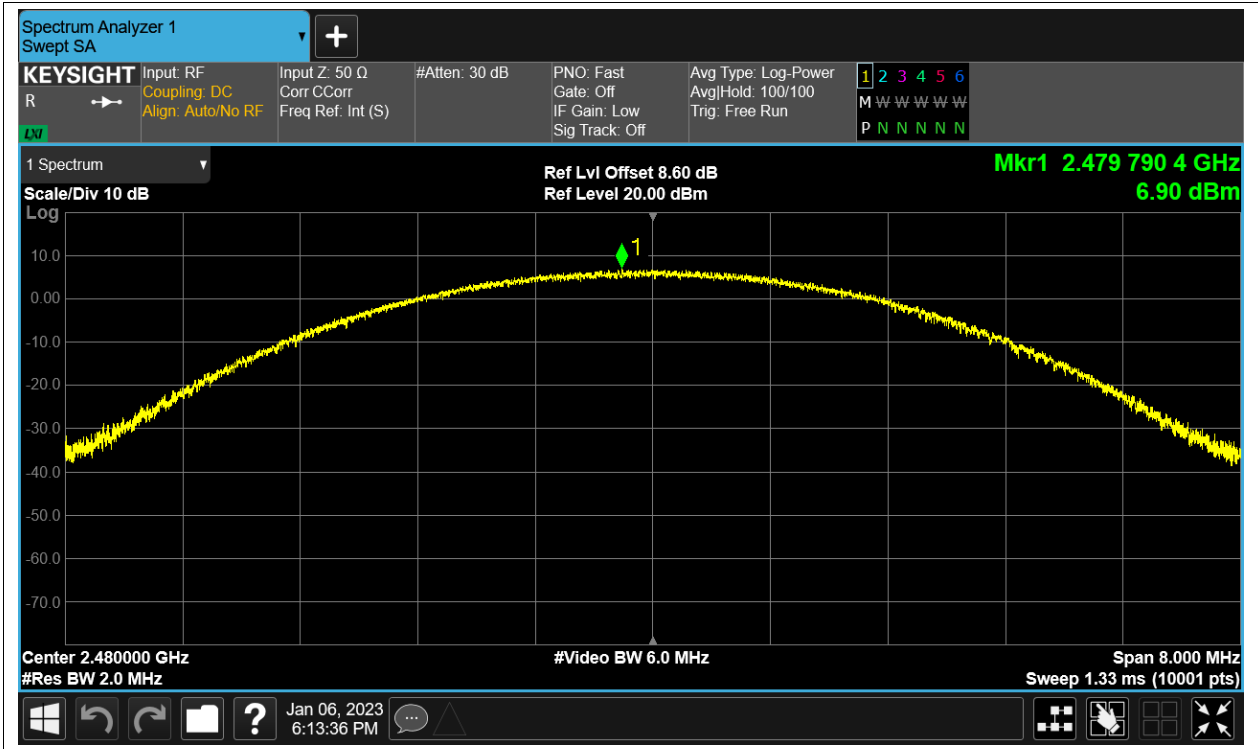 Spectrum Analyzer 1
Swept SA
KEYSIGHT
R
LXI
Input: RF
Coupling: DC
Align: Auto/No RF
Input Z: 50 Ω
Corr CCorr
Freq Ref: Int (S)
#Atten: 30 dB
PNO: Fast
Gate: Off
IF Gain: Low
Sig Track: Off
Avg Type: Log-Power
Avg|Hold: 100/100
Trig: Free Run
1 2 3 4 5 6
M W W W W W
P N N N N N
1 Spectrum
Scale/Div 10 dB
Ref Lvl Offset 8.60 dB
Ref Level 20.00 dBm
Mkr1 2.479 790 4 GHz
6.90 dBm
Log
1
10.0
0.00
-10.0
-20.0
-30.0
-40.0
-50.0
-60.0
-70.0
Center 2.480000 GHz
#Video BW 6.0 MHz
Span 8.000 MHz
#Res BW 2.0 MHz
Sweep 1.33 ms (10001 pts)
?
Jan 06, 2023
6:13:36 PM